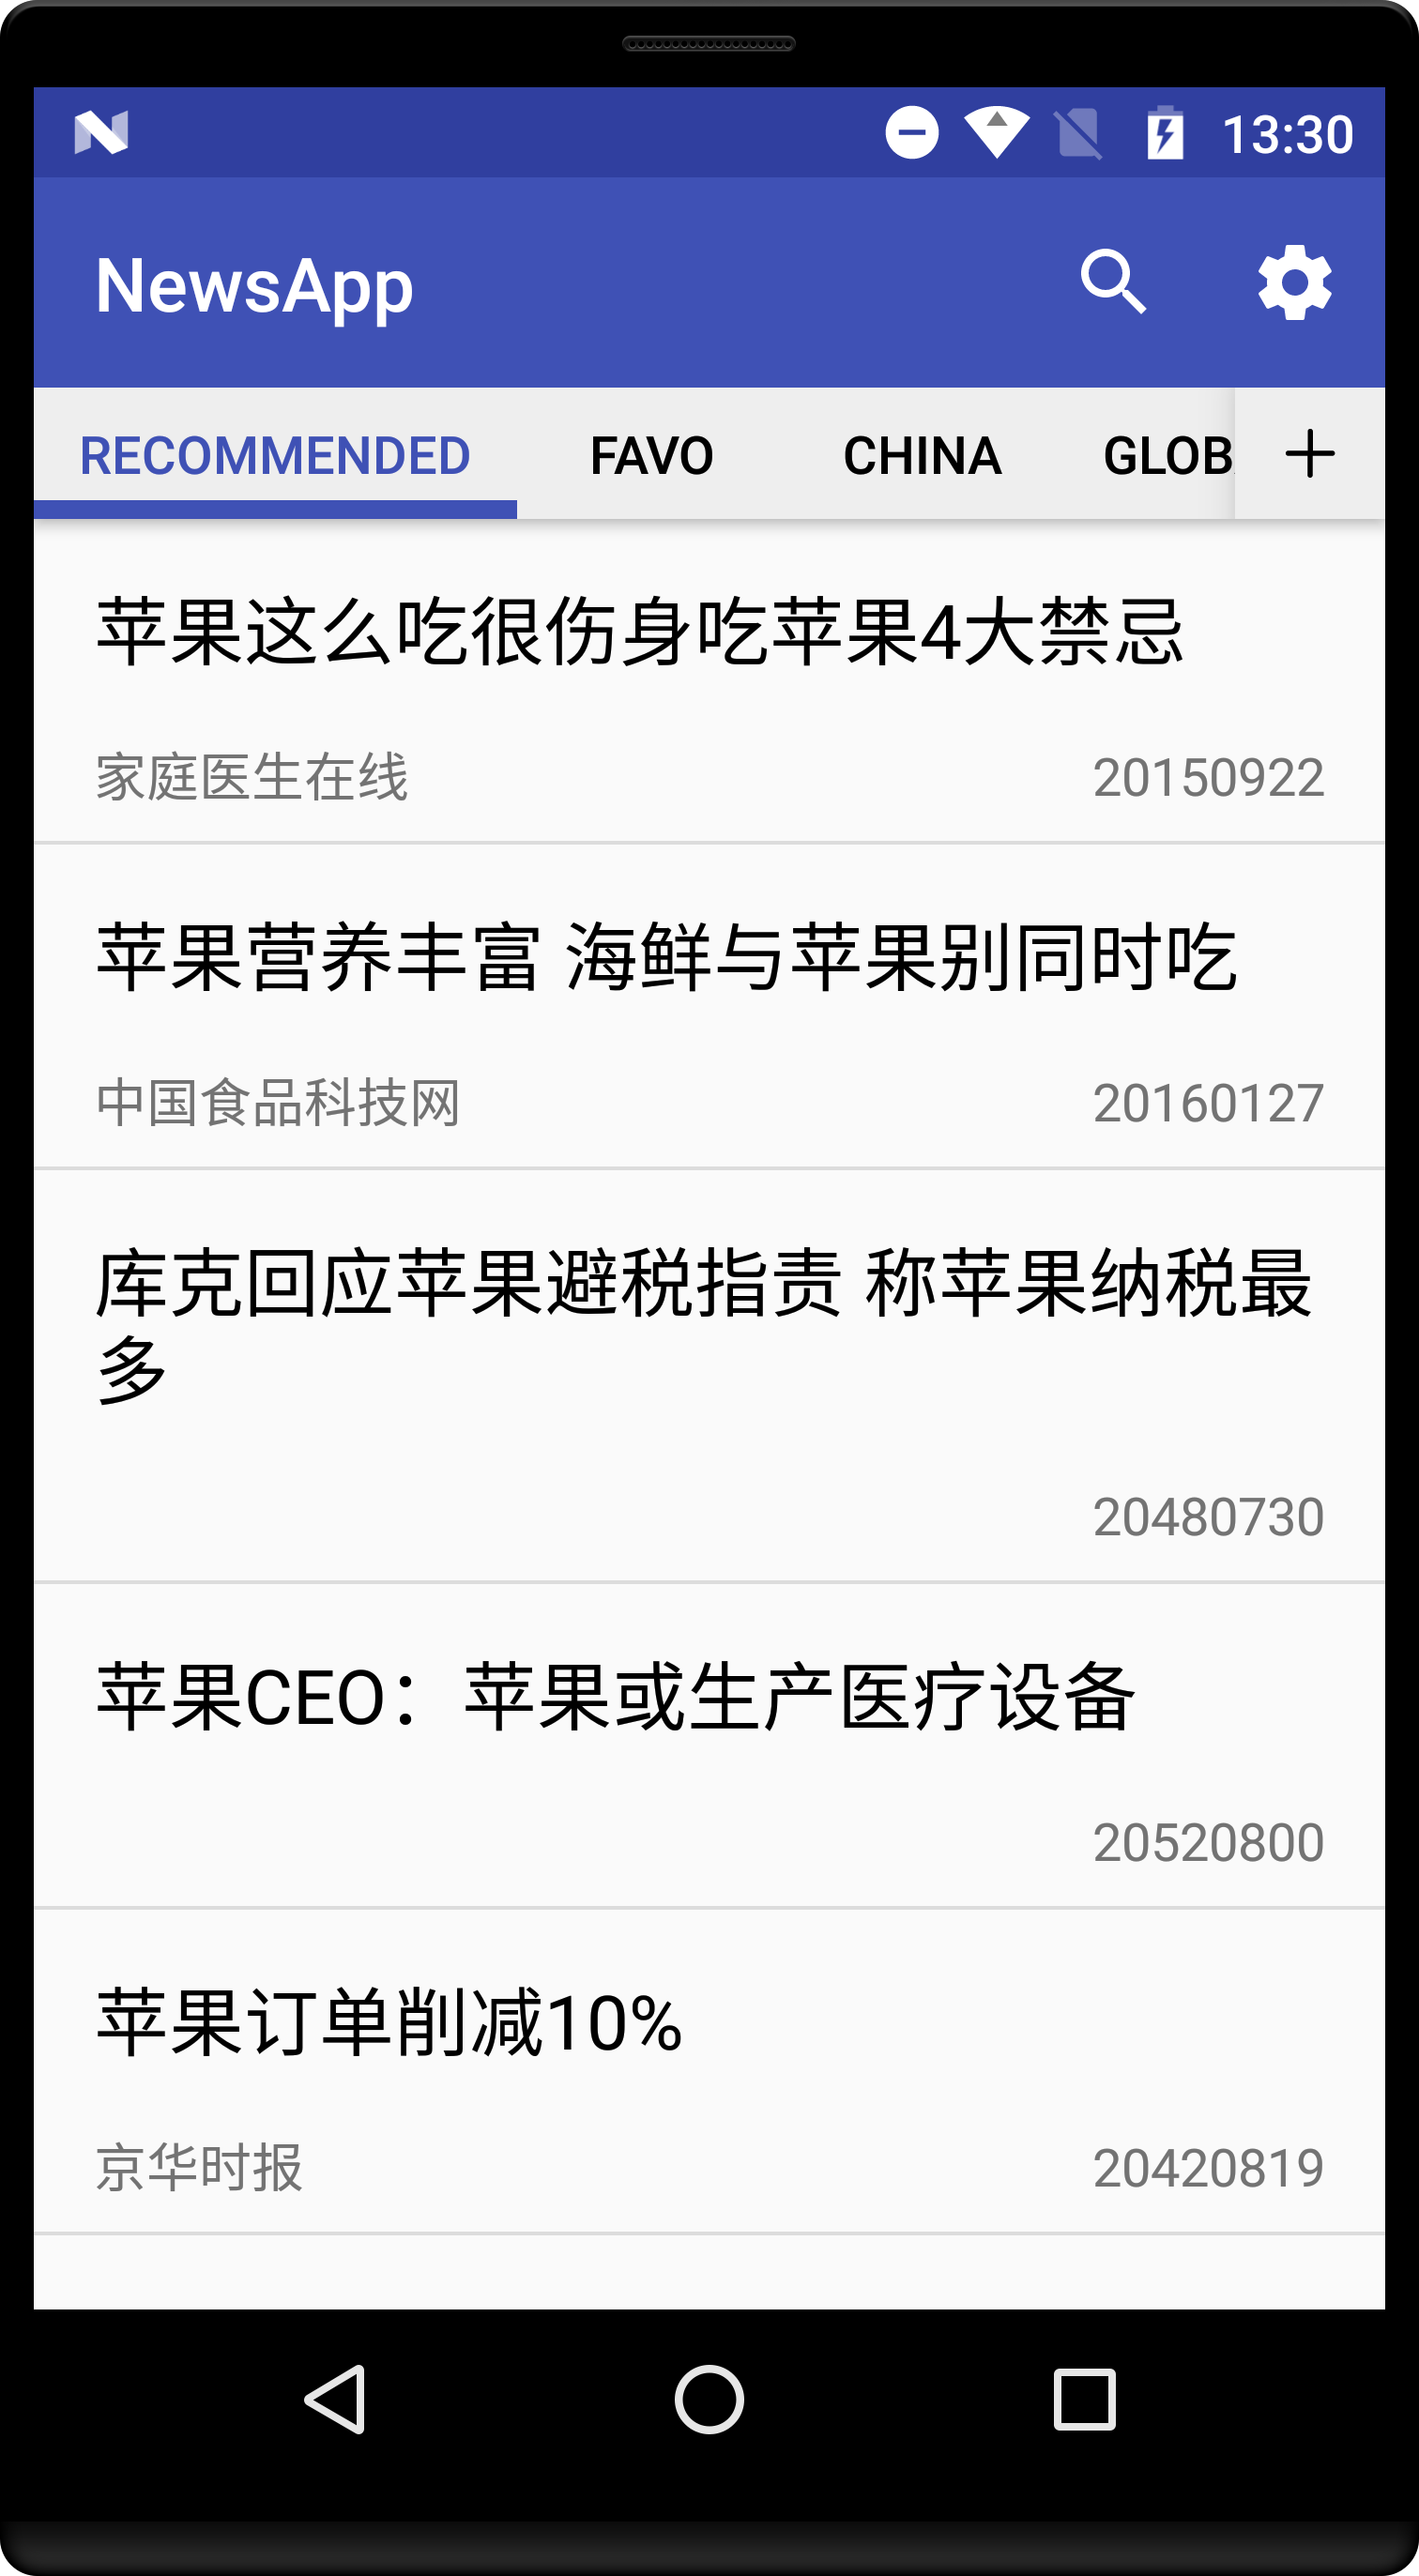 13:30
NewsApp
RECOMMENDED FAVO CHINA GLOB
苹果这么吃很伤身吃苹果4大禁忌
家庭医生在线 20150922
苹果营养丰富 海鲜与苹果别同时吃
中国食品科技网 20160127
库克回应苹果避税指责 称苹果纳税最
多
20480730
苹果CEO：苹果或生产医疗设备
20520800
苹果订单削减10%
京华时报 20420819